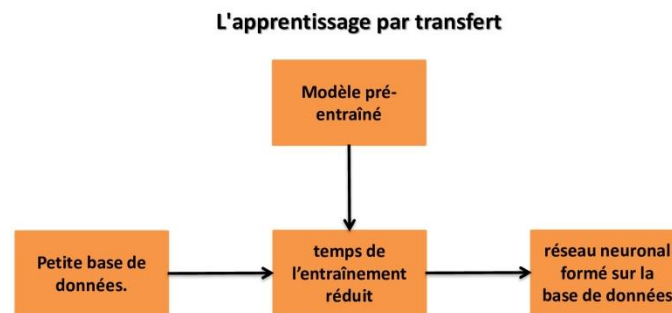 L'apprentissage par transfert
Modèle pré-
entraîné
Petite base de
données.
temps de
l'entraînement
réduit
réseau neuronal
formé sur la
base de données